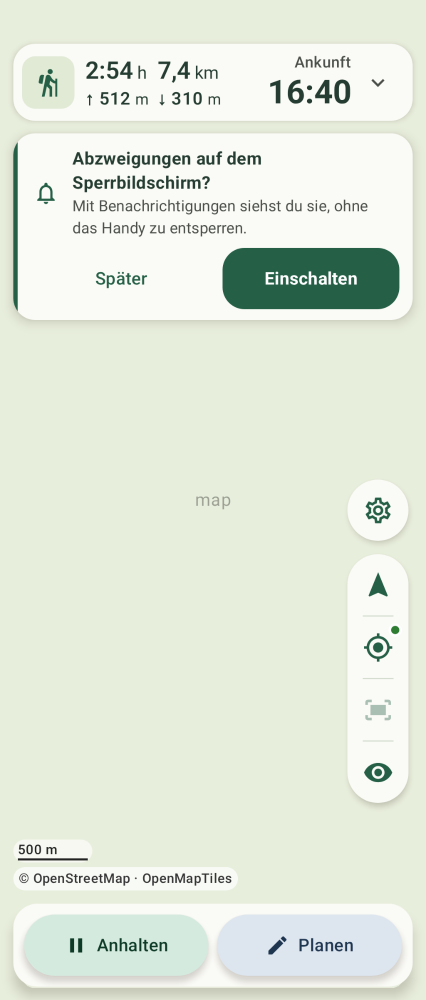 2:54 h 7,4 km
↑ 512 m ↓ 310 m
Ankunft
16:40
Abzweigungen auf dem
Sperrbildschirm?
Mit Benachrichtigungen siehst du sie, ohne
das Handy zu entsperren.
Später
Einschalten
map
500 m
© OpenStreetMap · OpenMapTiles
Anhalten
Planen